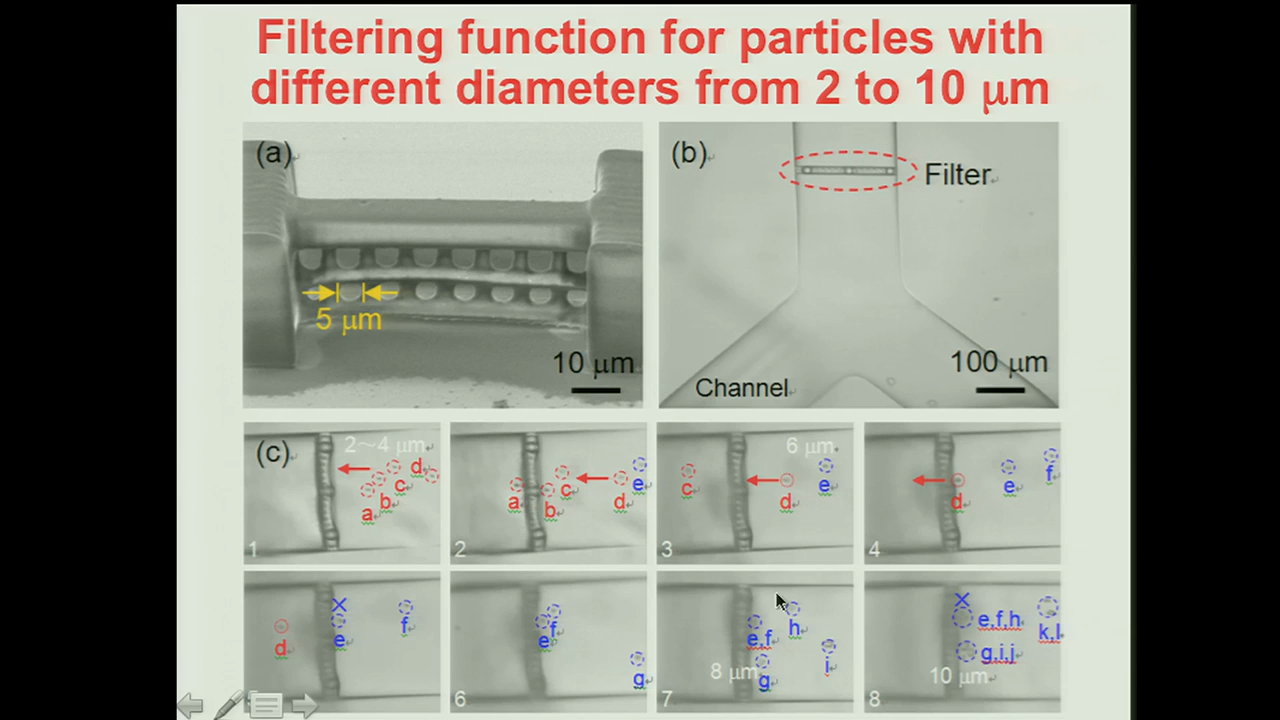 Filtering function for particles with
different diameters from 2 to 10 μm
(a)
5 μm
10 μm
(b)
Filter
Channel
100 μm
(c)
2~4 μm
d
c
b
a
1
a
b
c
d
e
2
6 μm
c
d
e
3
d
e
f
4
d
e
f
e
f
g
6
e,f
h
i
8 μm
g
7
e,f,h
k,l
g,i,j
10 μm
8